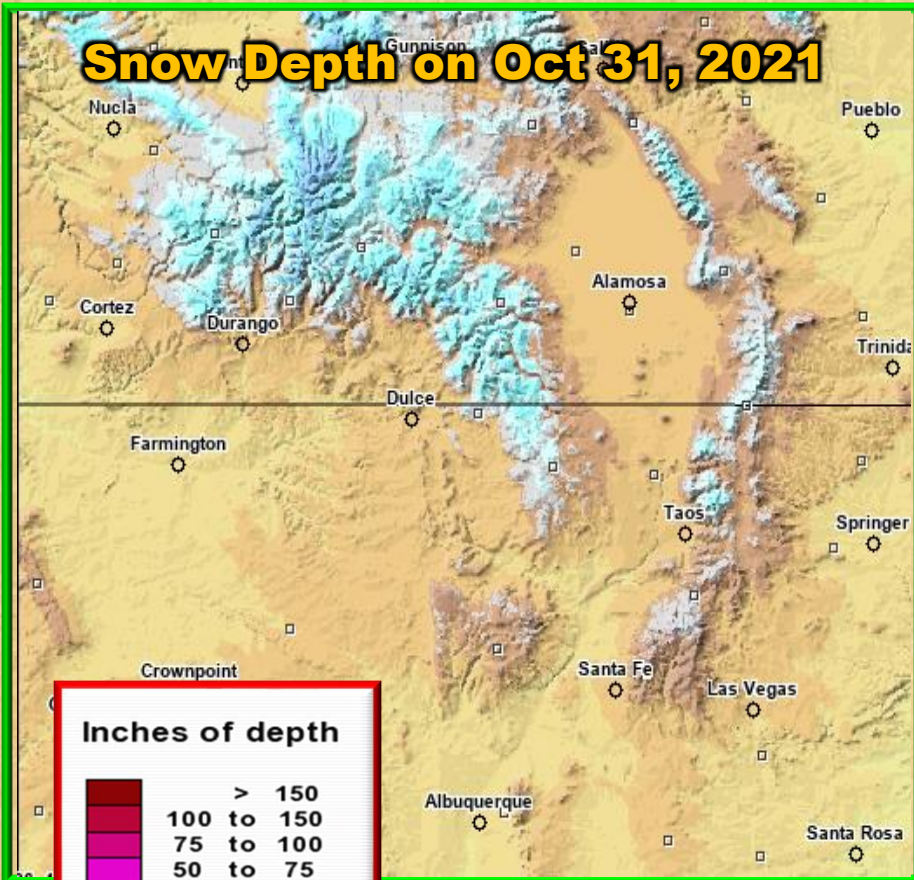 Gunnison
Snow Depth on Oct 31, 2021
Nucla
Pueblo
Alamosa
Cortez
Durango
Trinida
Dulce
Farmington
Taos
Springer
Crownpoint
Santa Fe
Las Vegas
Inches of depth
> 150
100 to 150
75 to 100
50 to 75
Albuquerque
Santa Rosa